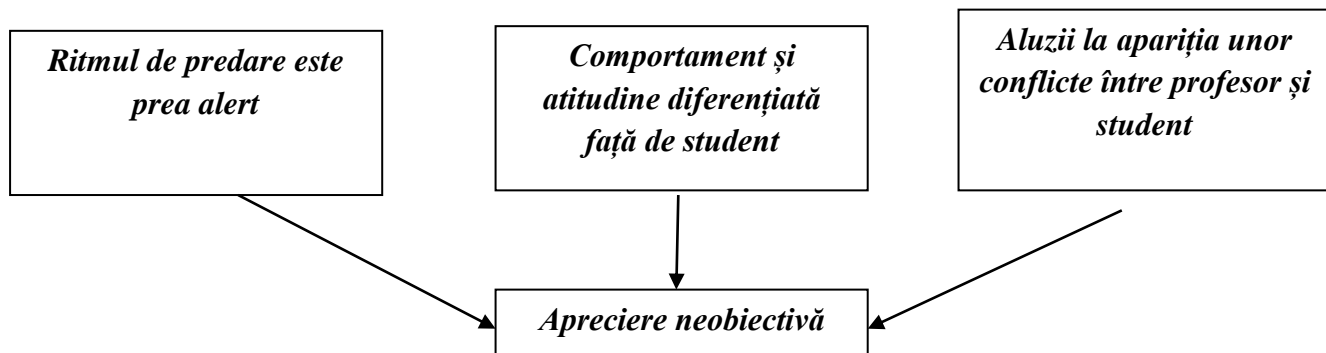 Ritmul de predare este
prea alert
Comportament și
atitudine diferențiată
față de student
Aluzii la apariția unor
conflicte între profesor și
student
Apreciere neobiectivă